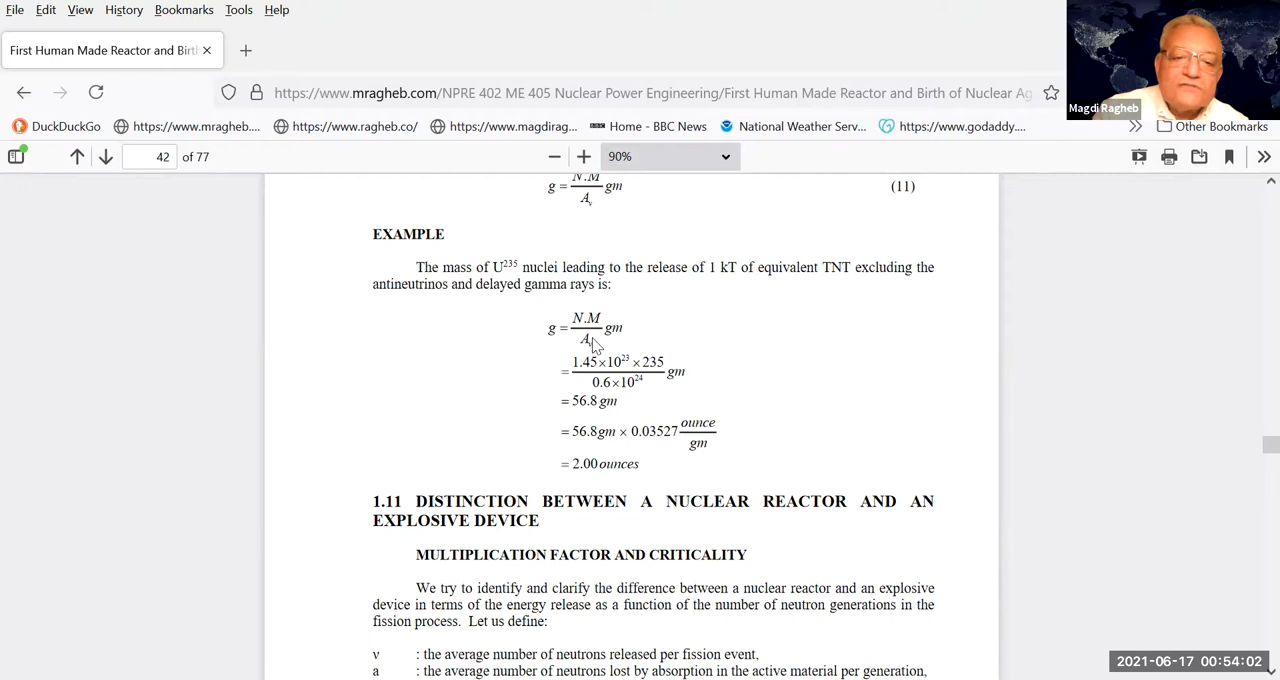 File Edit View History Bookmarks Tools Help
First Human Made Reactor and Birt
https://www.mragheb.com/NPRE 402 ME 405 Nuclear Power Engineering/First Human Made Reactor and Birth of Nuclear Ag
DuckDuckGo https://www.mragheb.... https://www.ragheb.co/ https://www.magdirag... Home - BBC News National Weather Serv... https://www.godaddy.... Other Bookmarks
Magdi Ragheb
42 of 77 90%
g = N.M / Av gm (11)
EXAMPLE
The mass of U235 nuclei leading to the release of 1 kT of equivalent TNT excluding the
antineutrinos and delayed gamma rays is:
g = N.M / Av gm
= 1.45×10^23 × 235 / 0.6×10^24 gm
= 56.8 gm
= 56.8gm × 0.03527 ounce / gm
= 2.00 ounces
1.11 DISTINCTION BETWEEN A NUCLEAR REACTOR AND AN
EXPLOSIVE DEVICE
MULTIPLICATION FACTOR AND CRITICALITY
We try to identify and clarify the difference between a nuclear reactor and an explosive
device in terms of the energy release as a function of the number of neutron generations in the
fission process. Let us define:
ν : the average number of neutrons released per fission event,
a : the average number of neutrons lost by absorption in the active material per generation,
2021-06-17 00:54:02